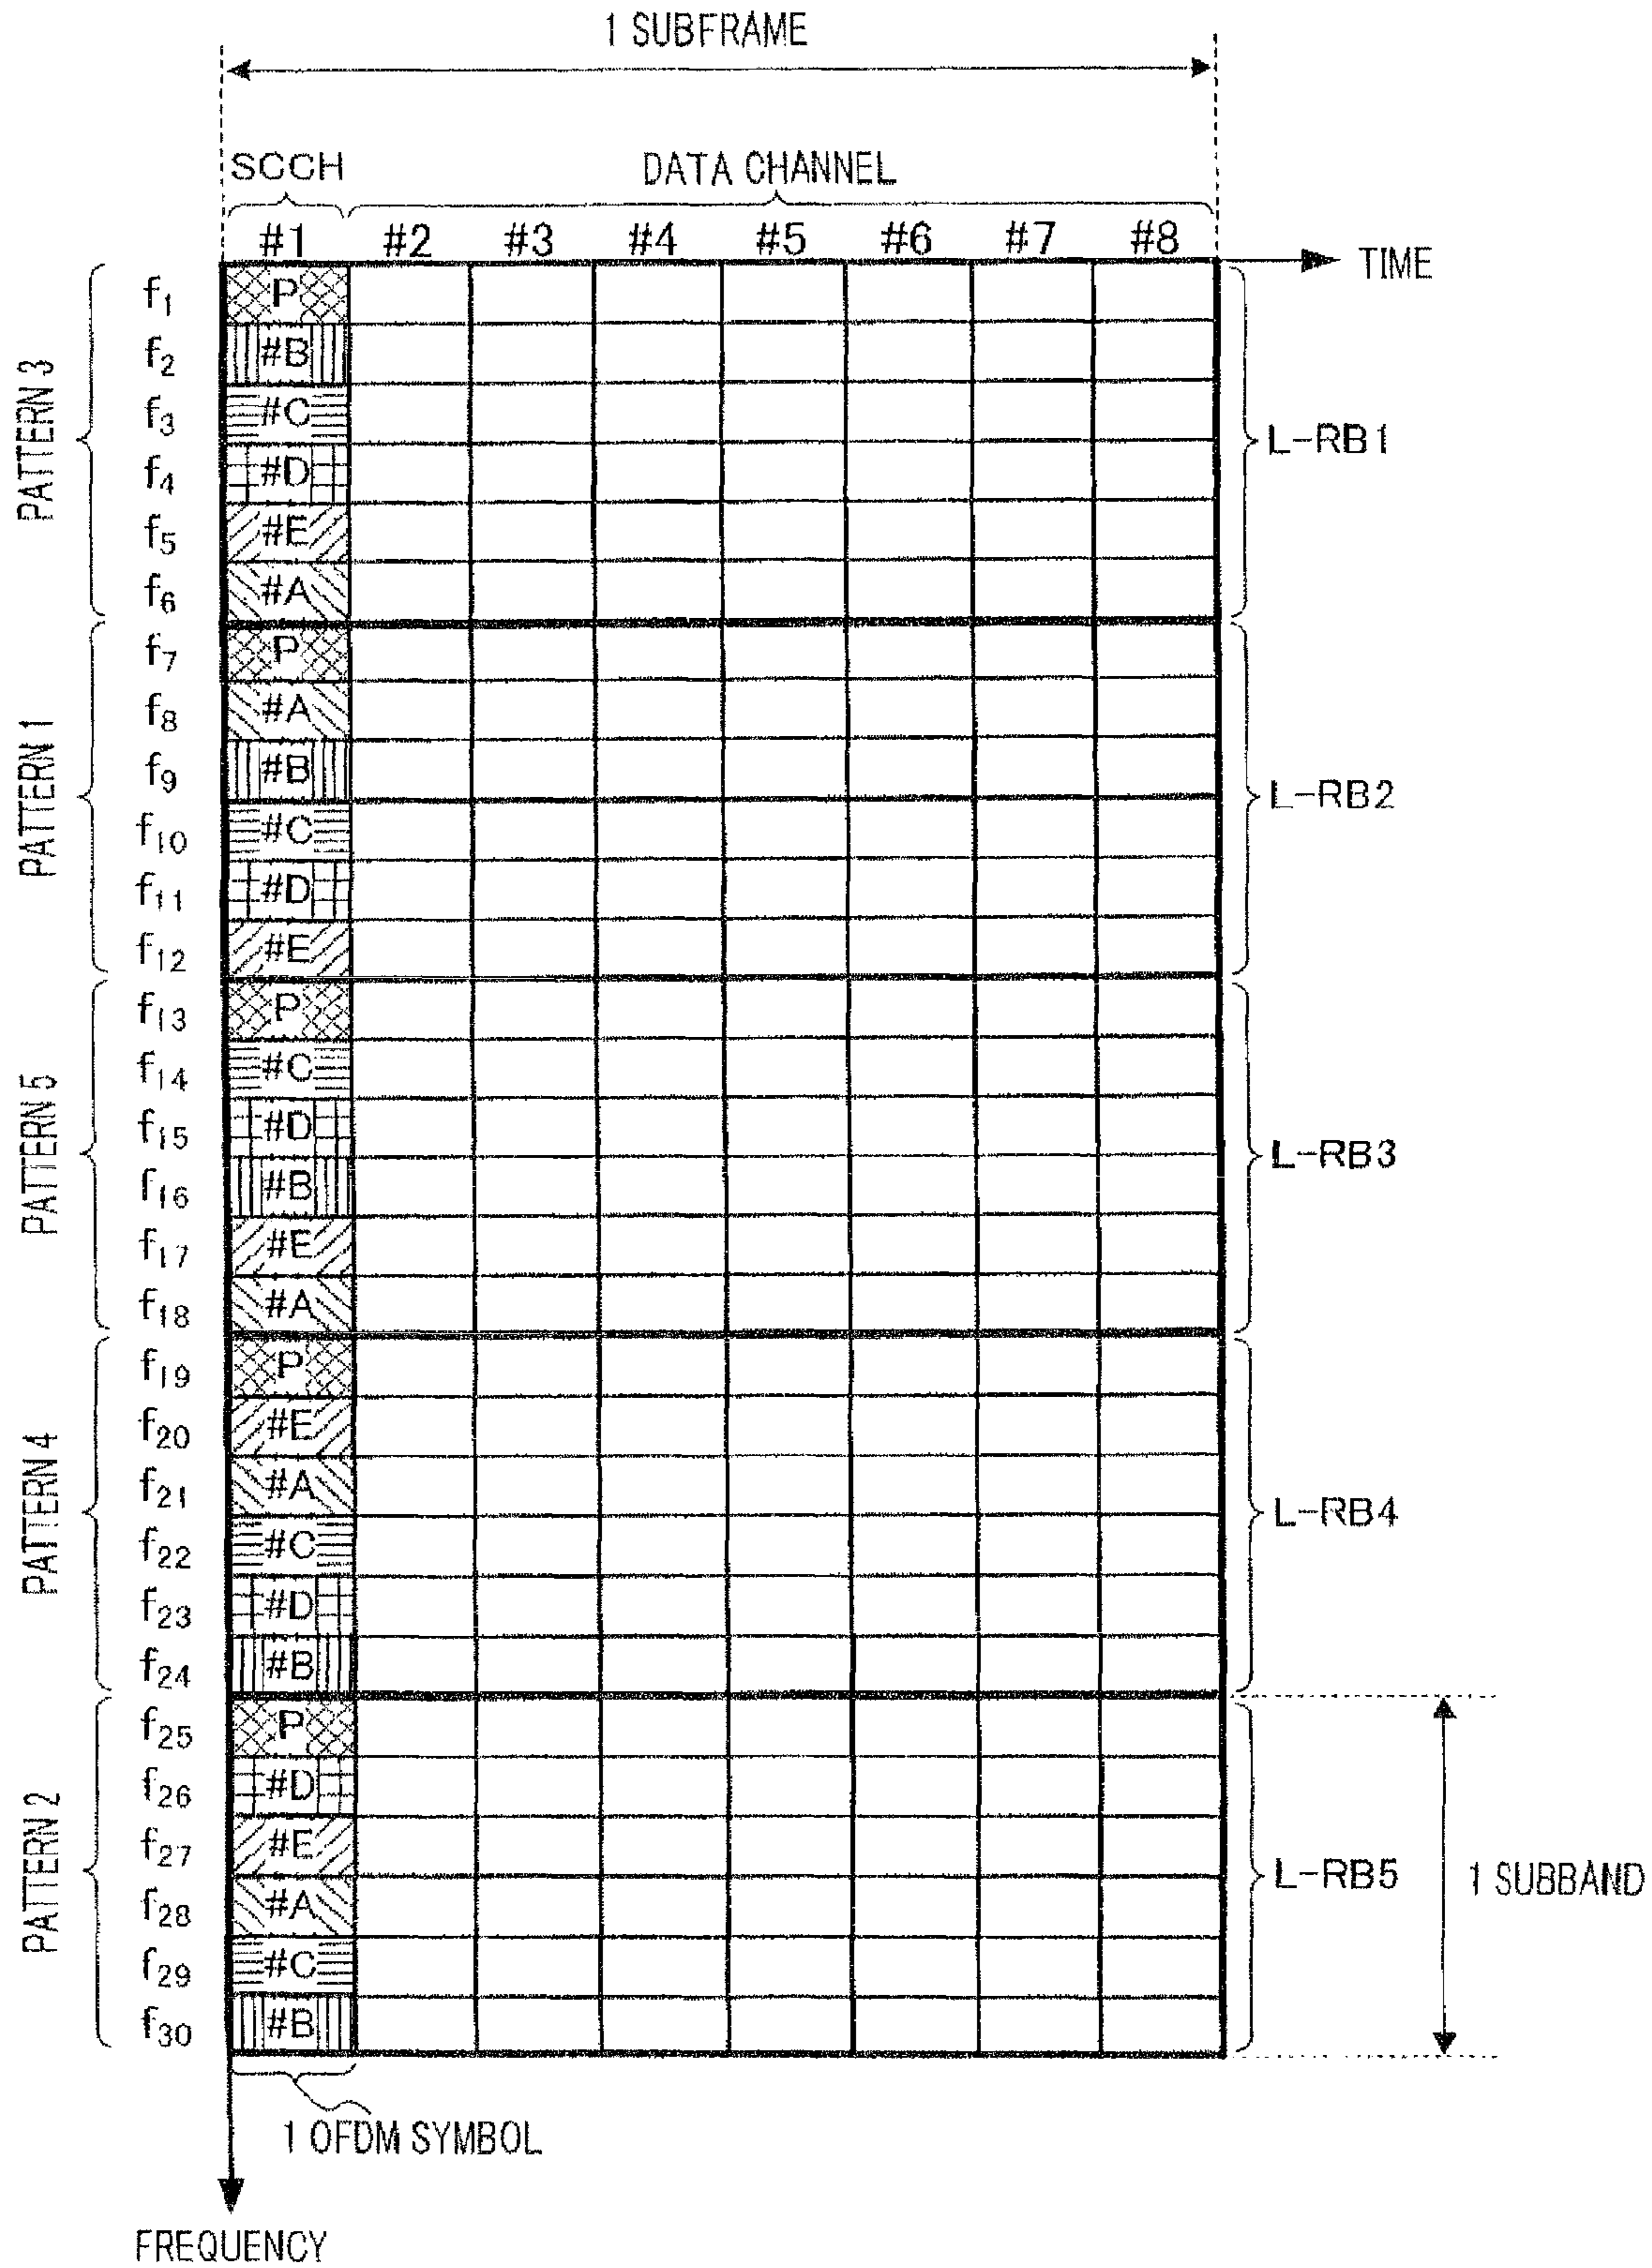 1 SUBFRAME
SCCH DATA CHANNEL
#1 #2 #3 #4 #5 #6 #7 #8 TIME
f1 P
f2 #B
f3 #C
PATTERN 3 L-RB1
f4 #D
f5 #E
f6 #A
f7 P
f8 #A
f9 #B
PATTERN 1 L-RB2
f10 #C
f11 #D
f12 #E
f13 P
f14 #C
f15 #D
PATTERN 5 L-RB3
f16 #B
f17 #E
f18 #A
f19 P
f20 #E
f21 #A
PATTERN 4 L-RB4
f22 #C
f23 #D
f24 #B
f25 P
f26 #D
f27 #E
PATTERN 2 L-RB5 1 SUBBAND
f28 #A
f29 #C
f30 #B
1 OFDM SYMBOL
FREQUENCY